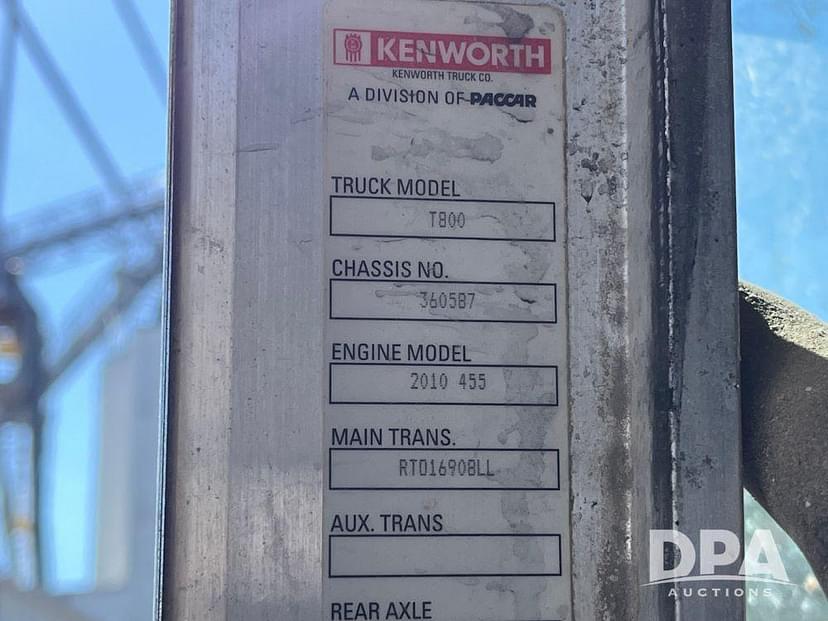 KENWORTH
KENWORTH TRUCK CO.
A DIVISION OF PACCAR
TRUCK MODEL
T800
CHASSIS NO.
360587
ENGINE MODEL
2010 455
MAIN TRANS.
RTO16908LL
AUX. TRANS
REAR AXLE
DPA
AUCTIONS